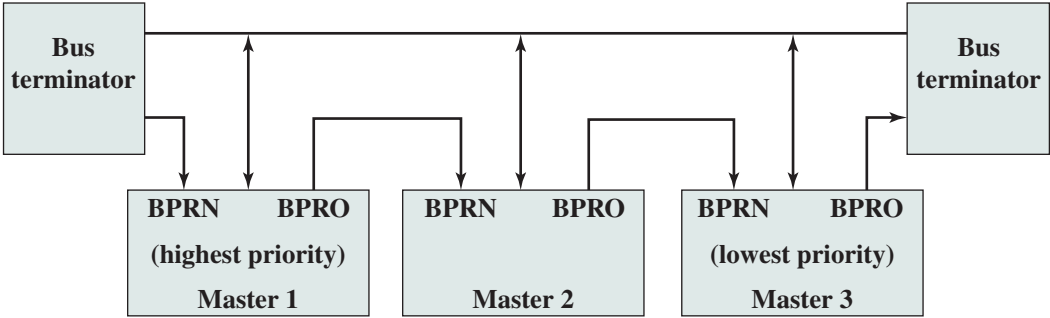 Bus
terminator
Bus
terminator
BPRN BPRO
(highest priority)
Master 1
BPRN BPRO
Master 2
BPRN BPRO
(lowest priority)
Master 3